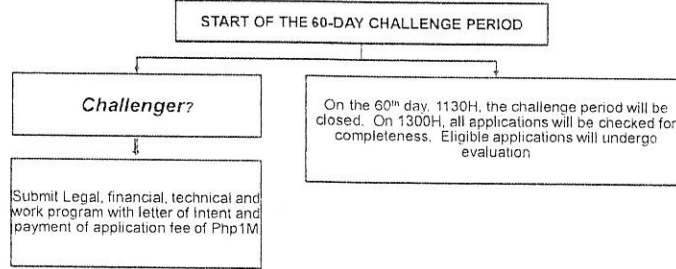 START OF THE 60-DAY CHALLENGE PERIOD
Challenger?
Submit Legal, financial, technical and
work program with letter of Intent and
payment of application fee of Php1M
On the 60th day, 1130H, the challenge period will be
closed. On 1300H, all applications will be checked for
completeness. Eligible applications will undergo
evaluation